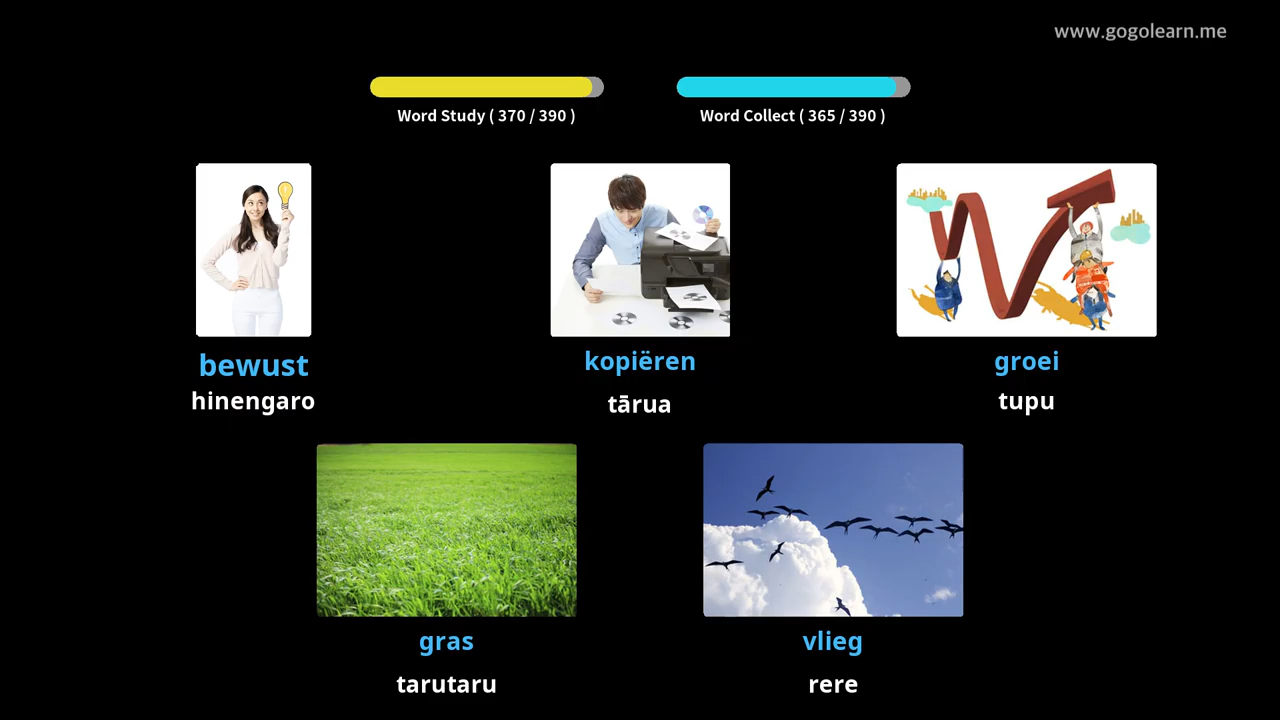 www.gogolearn.me
Word Study ( 370 / 390 )
Word Collect ( 365 / 390 )
bewust
hinengaro
kopiëren
tārua
groei
tupu
gras
tarutaru
vlieg
rere